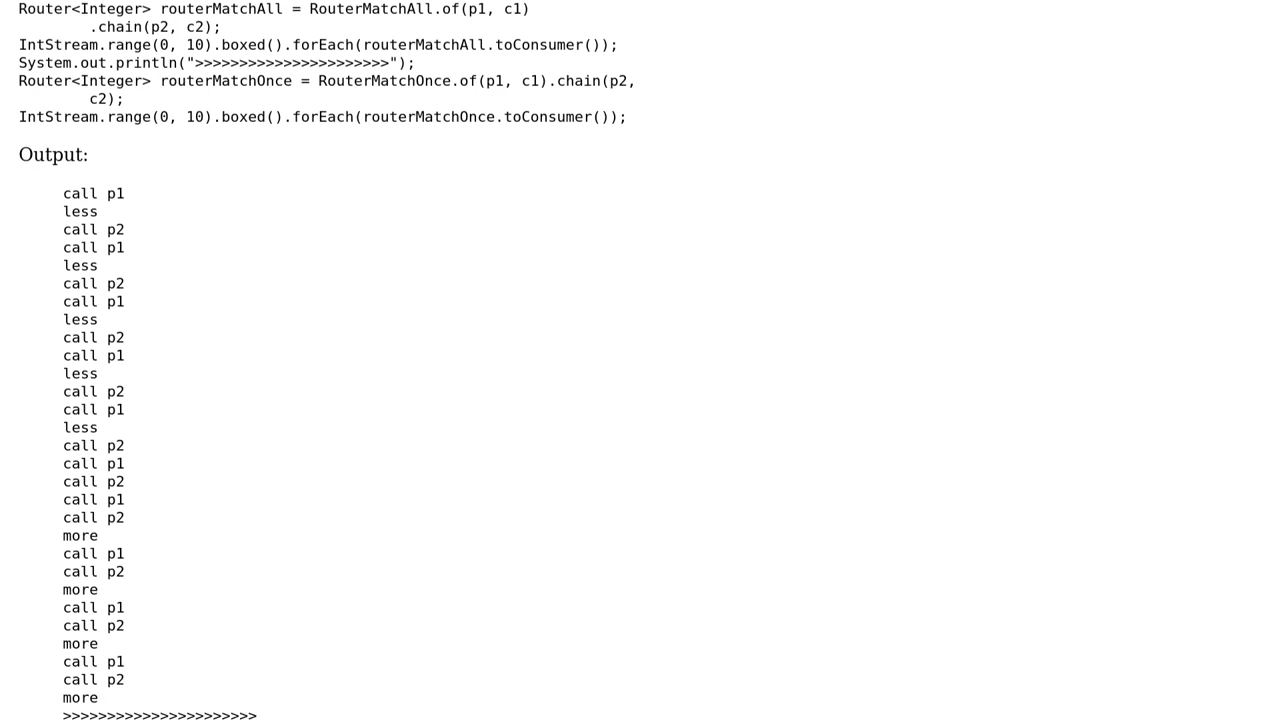 Router<Integer> routerMatchAll = RouterMatchAll.of(p1, c1)
        .chain(p2, c2);
IntStream.range(0, 10).boxed().forEach(routerMatchAll.toConsumer());
System.out.println(">>>>>>>>>>>>>>>>>>>>>>");
Router<Integer> routerMatchOnce = RouterMatchOnce.of(p1, c1).chain(p2,
        c2);
IntStream.range(0, 10).boxed().forEach(routerMatchOnce.toConsumer());
Output:
call p1
less
call p2
call p1
less
call p2
call p1
less
call p2
call p1
less
call p2
call p1
less
call p2
call p1
call p2
call p1
call p2
more
call p1
call p2
more
call p1
call p2
more
call p1
call p2
more
>>>>>>>>>>>>>>>>>>>>>>